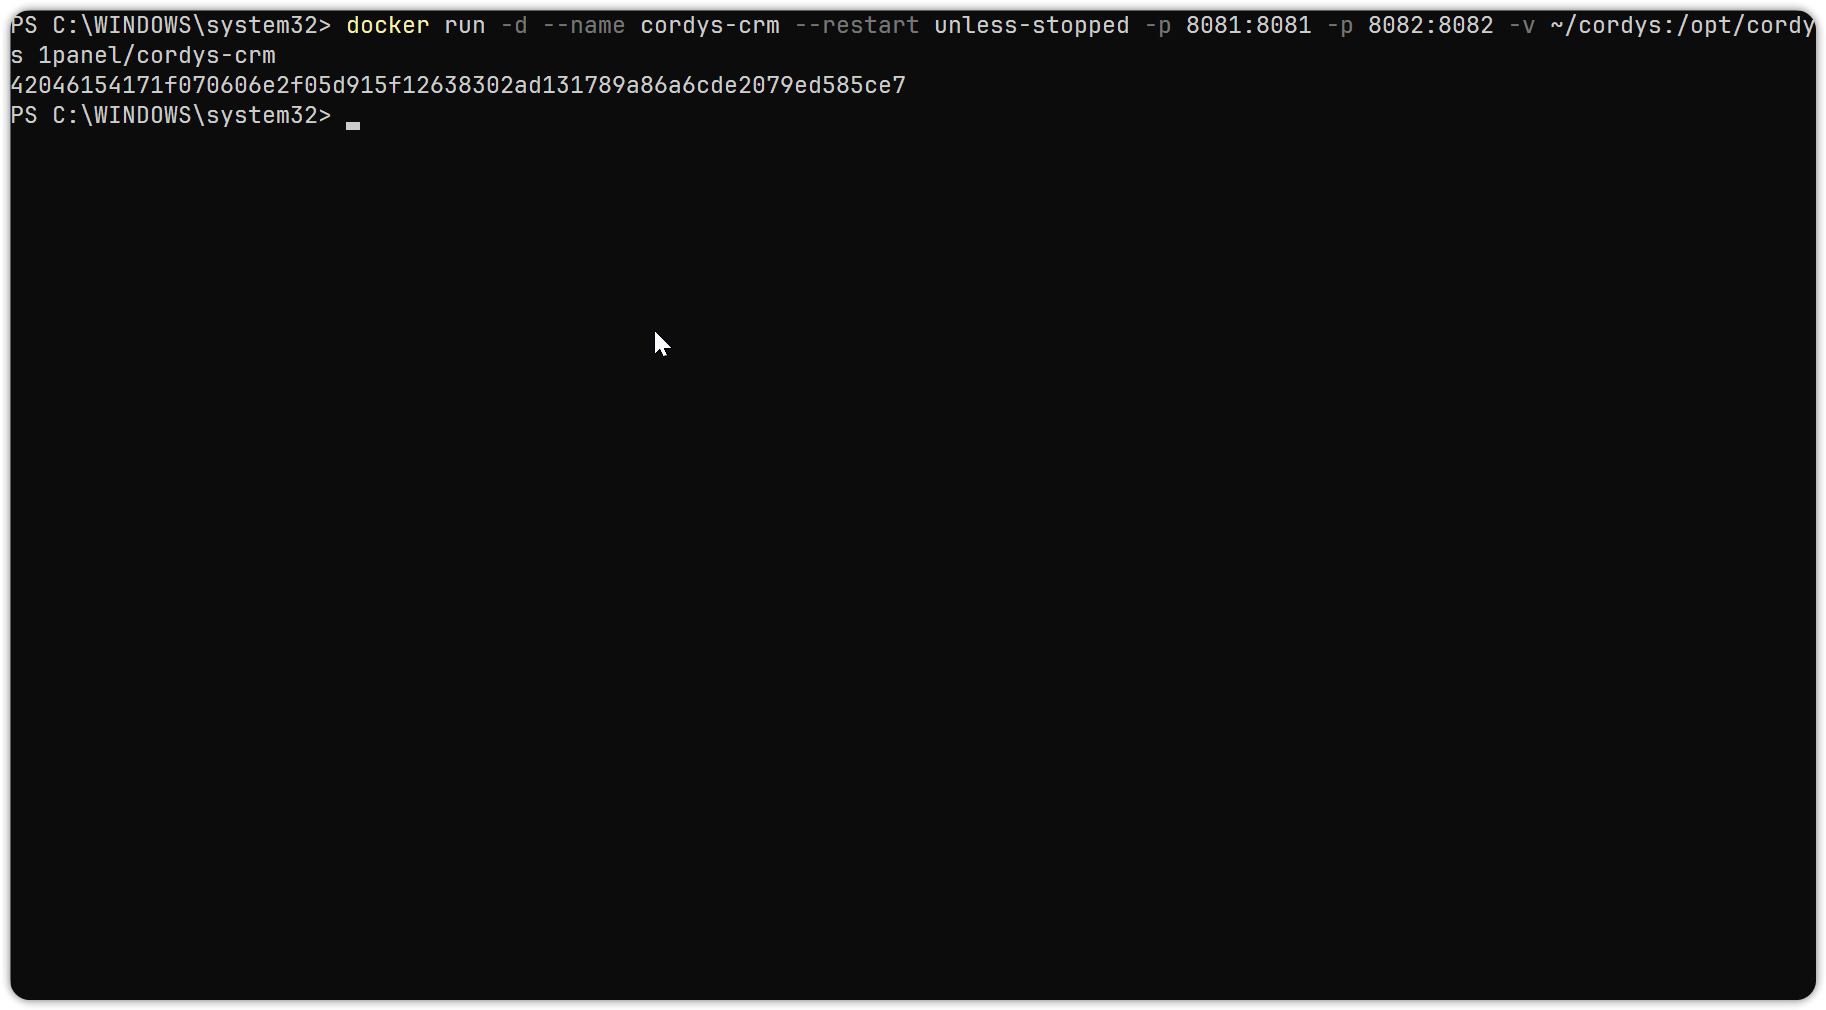 PS C:\WINDOWS\system32> docker run -d --name cordys-crm --restart unless-stopped -p 8081:8081 -p 8082:8082 -v ~/cordys:/opt/cordy
s 1panel/cordys-crm
42046154171f070606e2f05d915f12638302ad131789a86a6cde2079ed585ce7
PS C:\WINDOWS\system32>